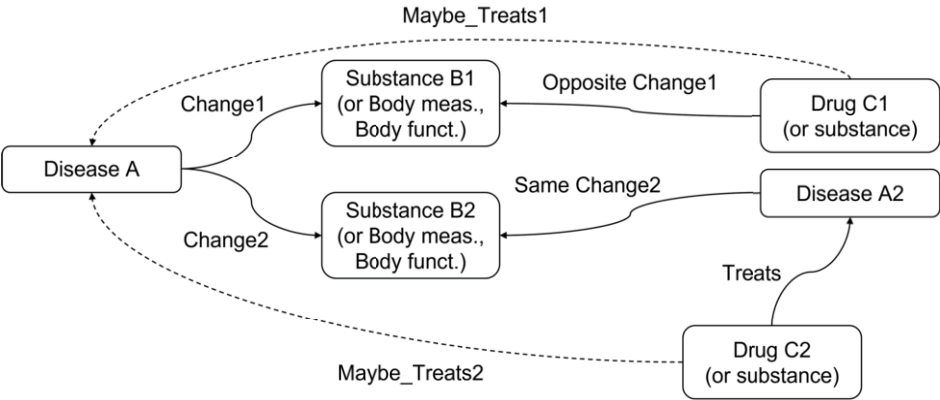 Maybe_Treats1
Substance B1
(or Body meas.,
Body funct.)
Change1
Opposite Change1
Drug C1
(or substance)
Disease A
Same Change2
Disease A2
Substance B2
(or Body meas.,
Body funct.)
Change2
Treats
Drug C2
(or substance)
Maybe_Treats2